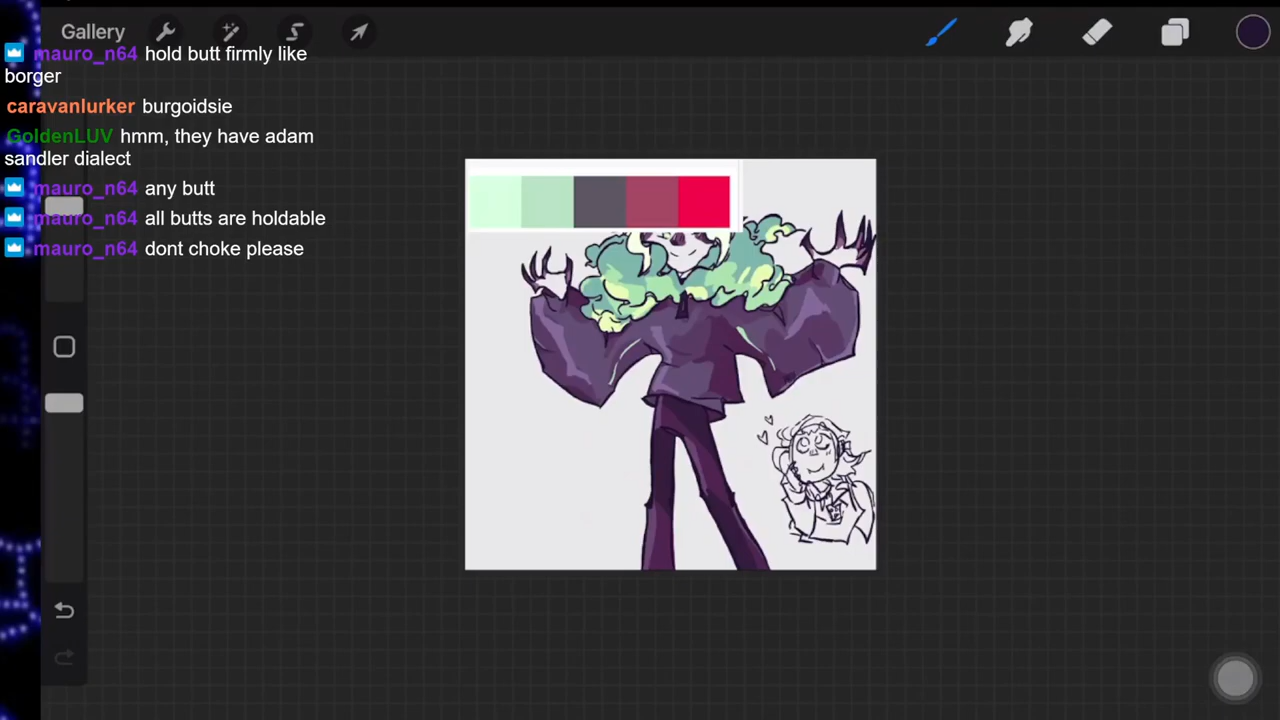 Gallery
mauro_n64 hold butt firmly like
borger
caravanlurker burgoidsie
GoldenLUV hmm, they have adam
sandler dialect
mauro_n64 any butt
mauro_n64 all butts are holdable
mauro_n64 dont choke please